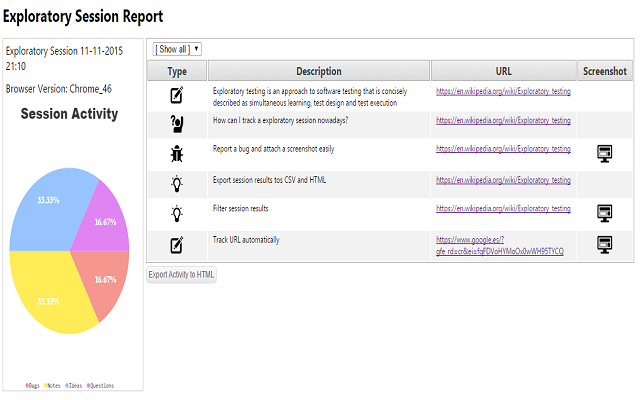 Exploratory Session Report
Exploratory Session 11-11-2015
21:10
Browser Version: Chrome_46
Session Activity
33.33%
16.67%
16.67%
33.33%
Bugs Notes Ideas Questions
[ Show all ]
Type Description URL Screenshot
Exploratory testing is an approach to software testing that is concisely
described as simultaneous learning, test design and test execution
https://en.wikipedia.org/wiki/Exploratory_testing
How can I track a exploratory session nowadays?
https://en.wikipedia.org/wiki/Exploratory_testing
Report a bug and attach a screenshot easily
https://en.wikipedia.org/wiki/Exploratory_testing
Export session results tos CSV and HTML
https://en.wikipedia.org/wiki/Exploratory_testing
Filter session results
https://en.wikipedia.org/wiki/Exploratory_testing
Track URL automatically
https://www.google.es/?
Export Activity to HTML